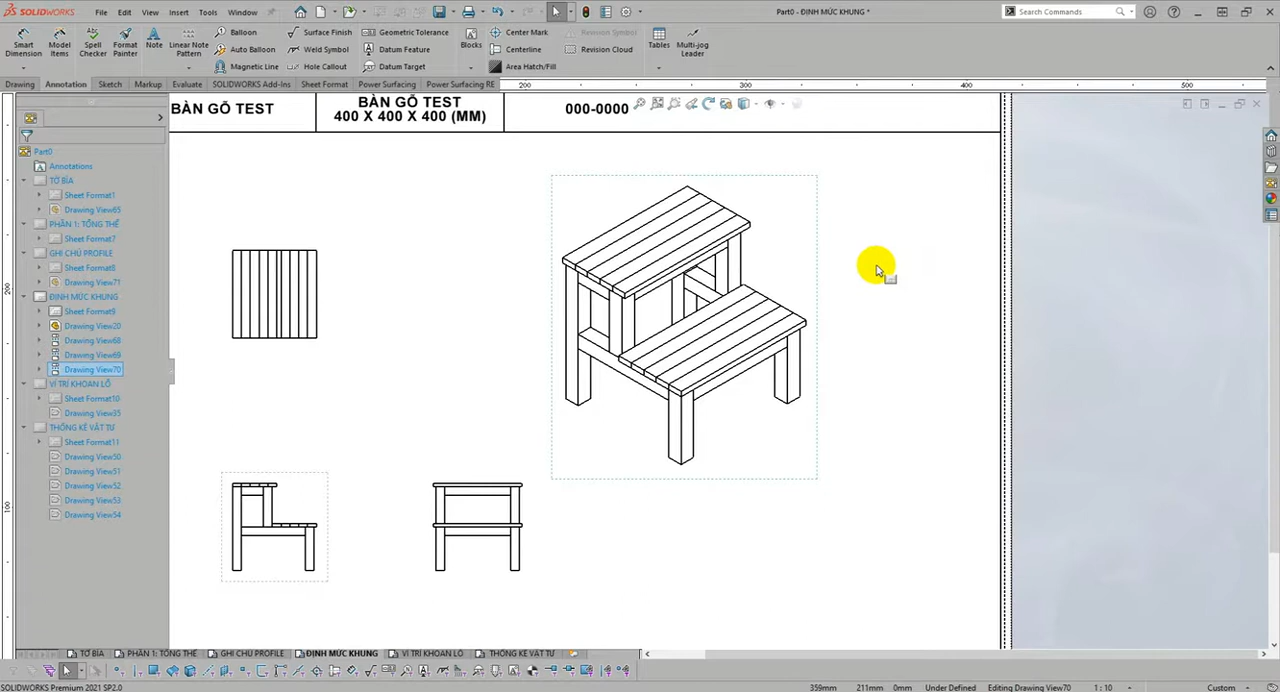 SOLIDWORKS
File
Edit
View
Insert
Tools
Window
Part0 - ĐỊNH MỨC KHUNG *
Search Commands
Smart Dimension
Model Items
Spell Checker
Format Painter
Note
Linear Note Pattern
Balloon
Auto Balloon
Magnetic Line
Surface Finish
Weld Symbol
Hole Callout
Geometric Tolerance
Datum Feature
Datum Target
Blocks
Center Mark
Centerline
Area Hatch/Fill
Revision Symbol
Revision Cloud
Tables
Multi-jog Leader
Drawing
Annotation
Sketch
Markup
Evaluate
SOLIDWORKS Add-Ins
Sheet Format
Power Surfacing
Power Surfacing RE
200
300
400
500
BÀN GỖ TEST
BÀN GỖ TEST
400 X 400 X 400 (MM)
000-0000
Part0
Annotations
TỜ BÌA
Sheet Format1
Drawing View65
PHẦN 1: TỔNG THỂ
Sheet Format7
GHI CHÚ PROFILE
Sheet Format8
Drawing View71
ĐỊNH MỨC KHUNG
Sheet Format9
Drawing View20
Drawing View68
Drawing View69
Drawing View70
VỊ TRÍ KHOAN LỖ
Sheet Format10
Drawing View35
THỐNG KÊ VẬT TƯ
Sheet Format11
Drawing View50
Drawing View51
Drawing View52
Drawing View53
Drawing View54
200
100
TỜ BÌA
PHẦN 1: TỔNG THỂ
GHI CHÚ PROFILE
ĐỊNH MỨC KHUNG
VỊ TRÍ KHOAN LỖ
THỐNG KÊ VẬT TƯ
SOLIDWORKS Premium 2021 SP2.0
359mm
211mm
0mm
Under Defined
Editing Drawing View70
1 : 10
Custom